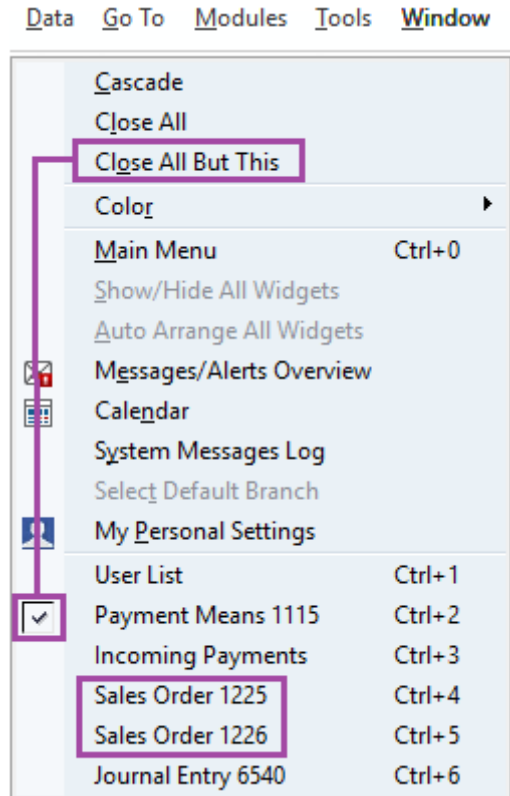 Data Go To Modules Tools Window
Cascade
Close All
Close All But This
Color
Main Menu Ctrl+0
Show/Hide All Widgets
Auto Arrange All Widgets
Messages/Alerts Overview
Calendar
System Messages Log
Select Default Branch
My Personal Settings
User List Ctrl+1
Payment Means 1115 Ctrl+2
Incoming Payments Ctrl+3
Sales Order 1225 Ctrl+4
Sales Order 1226 Ctrl+5
Journal Entry 6540 Ctrl+6